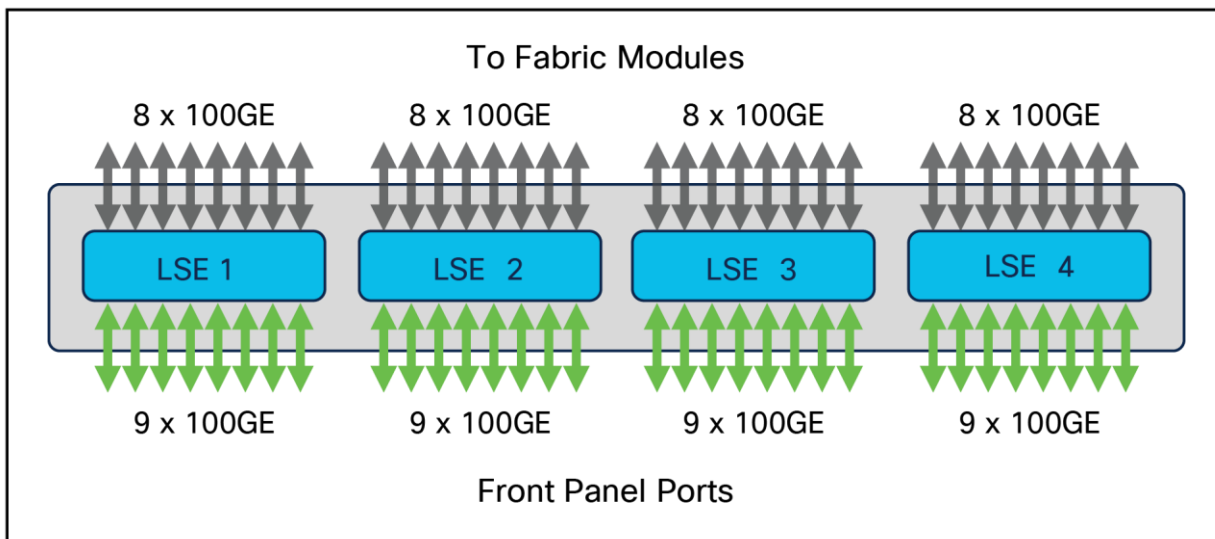 To Fabric Modules
8 x 100GE 8 x 100GE 8 x 100GE 8 x 100GE
LSE 1 LSE 2 LSE 3 LSE 4
9 x 100GE 9 x 100GE 9 x 100GE 9 x 100GE
Front Panel Ports